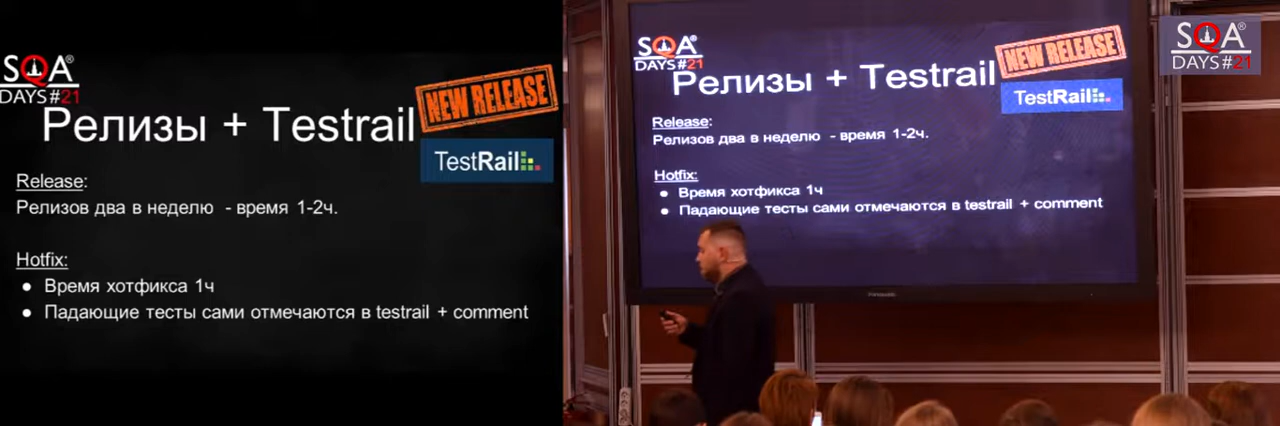 SQA®
DAYS#21
NEW RELEASE
Релизы + Testrail
TestRail
Release:
Релизов два в неделю - время 1-2ч.
Hotfix:
● Время хотфикса 1ч
● Падающие тесты сами отмечаются в testrail + comment
SQA®
DAYS#21
NEW RELEASE
Релизы + Testrail
TestRail
Release:
Релизов два в неделю - время 1-2ч.
Hotfix:
● Время хотфикса 1ч
● Падающие тесты сами отмечаются в testrail + comment
Panasonic
SQA®
DAYS#21